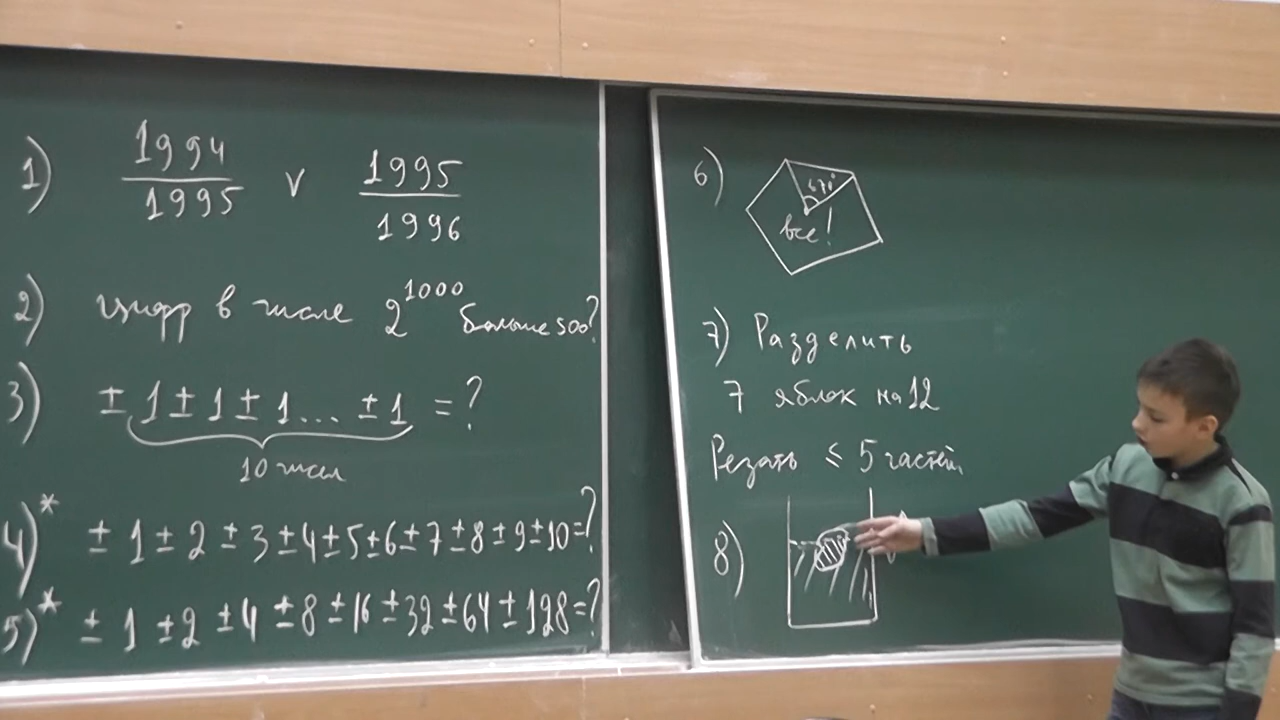 1) 1994/1995 v 1995/1996
2) цифр в числе 2^1000 больше 500?
3) ± 1 ± 1 ± 1 ... ± 1 = ?
10 чисел
4)* ± 1 ± 2 ± 3 ± 4 ± 5 ± 6 ± 7 ± 8 ± 9 ± 10 = ?
5)* ± 1 ± 2 ± 4 ± 8 ± 16 ± 32 ± 64 ± 128 = ?
6) 67°
все!
7) Разделить
7 яблок на 12
Резать ≤ 5 частей
8)